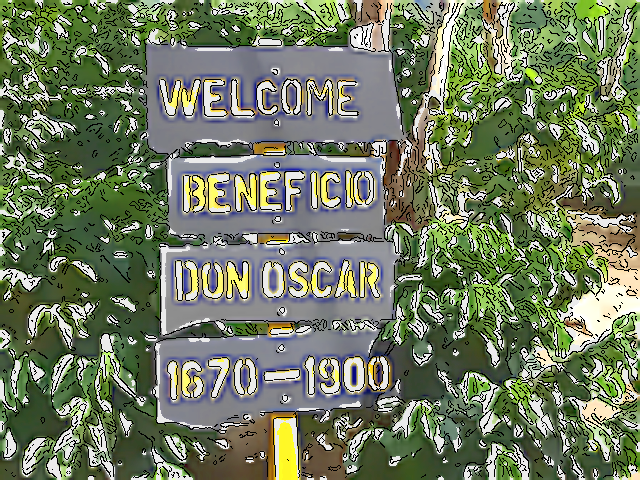 WELCOME
BENEFICIO
DON OSCAR
1670-1900